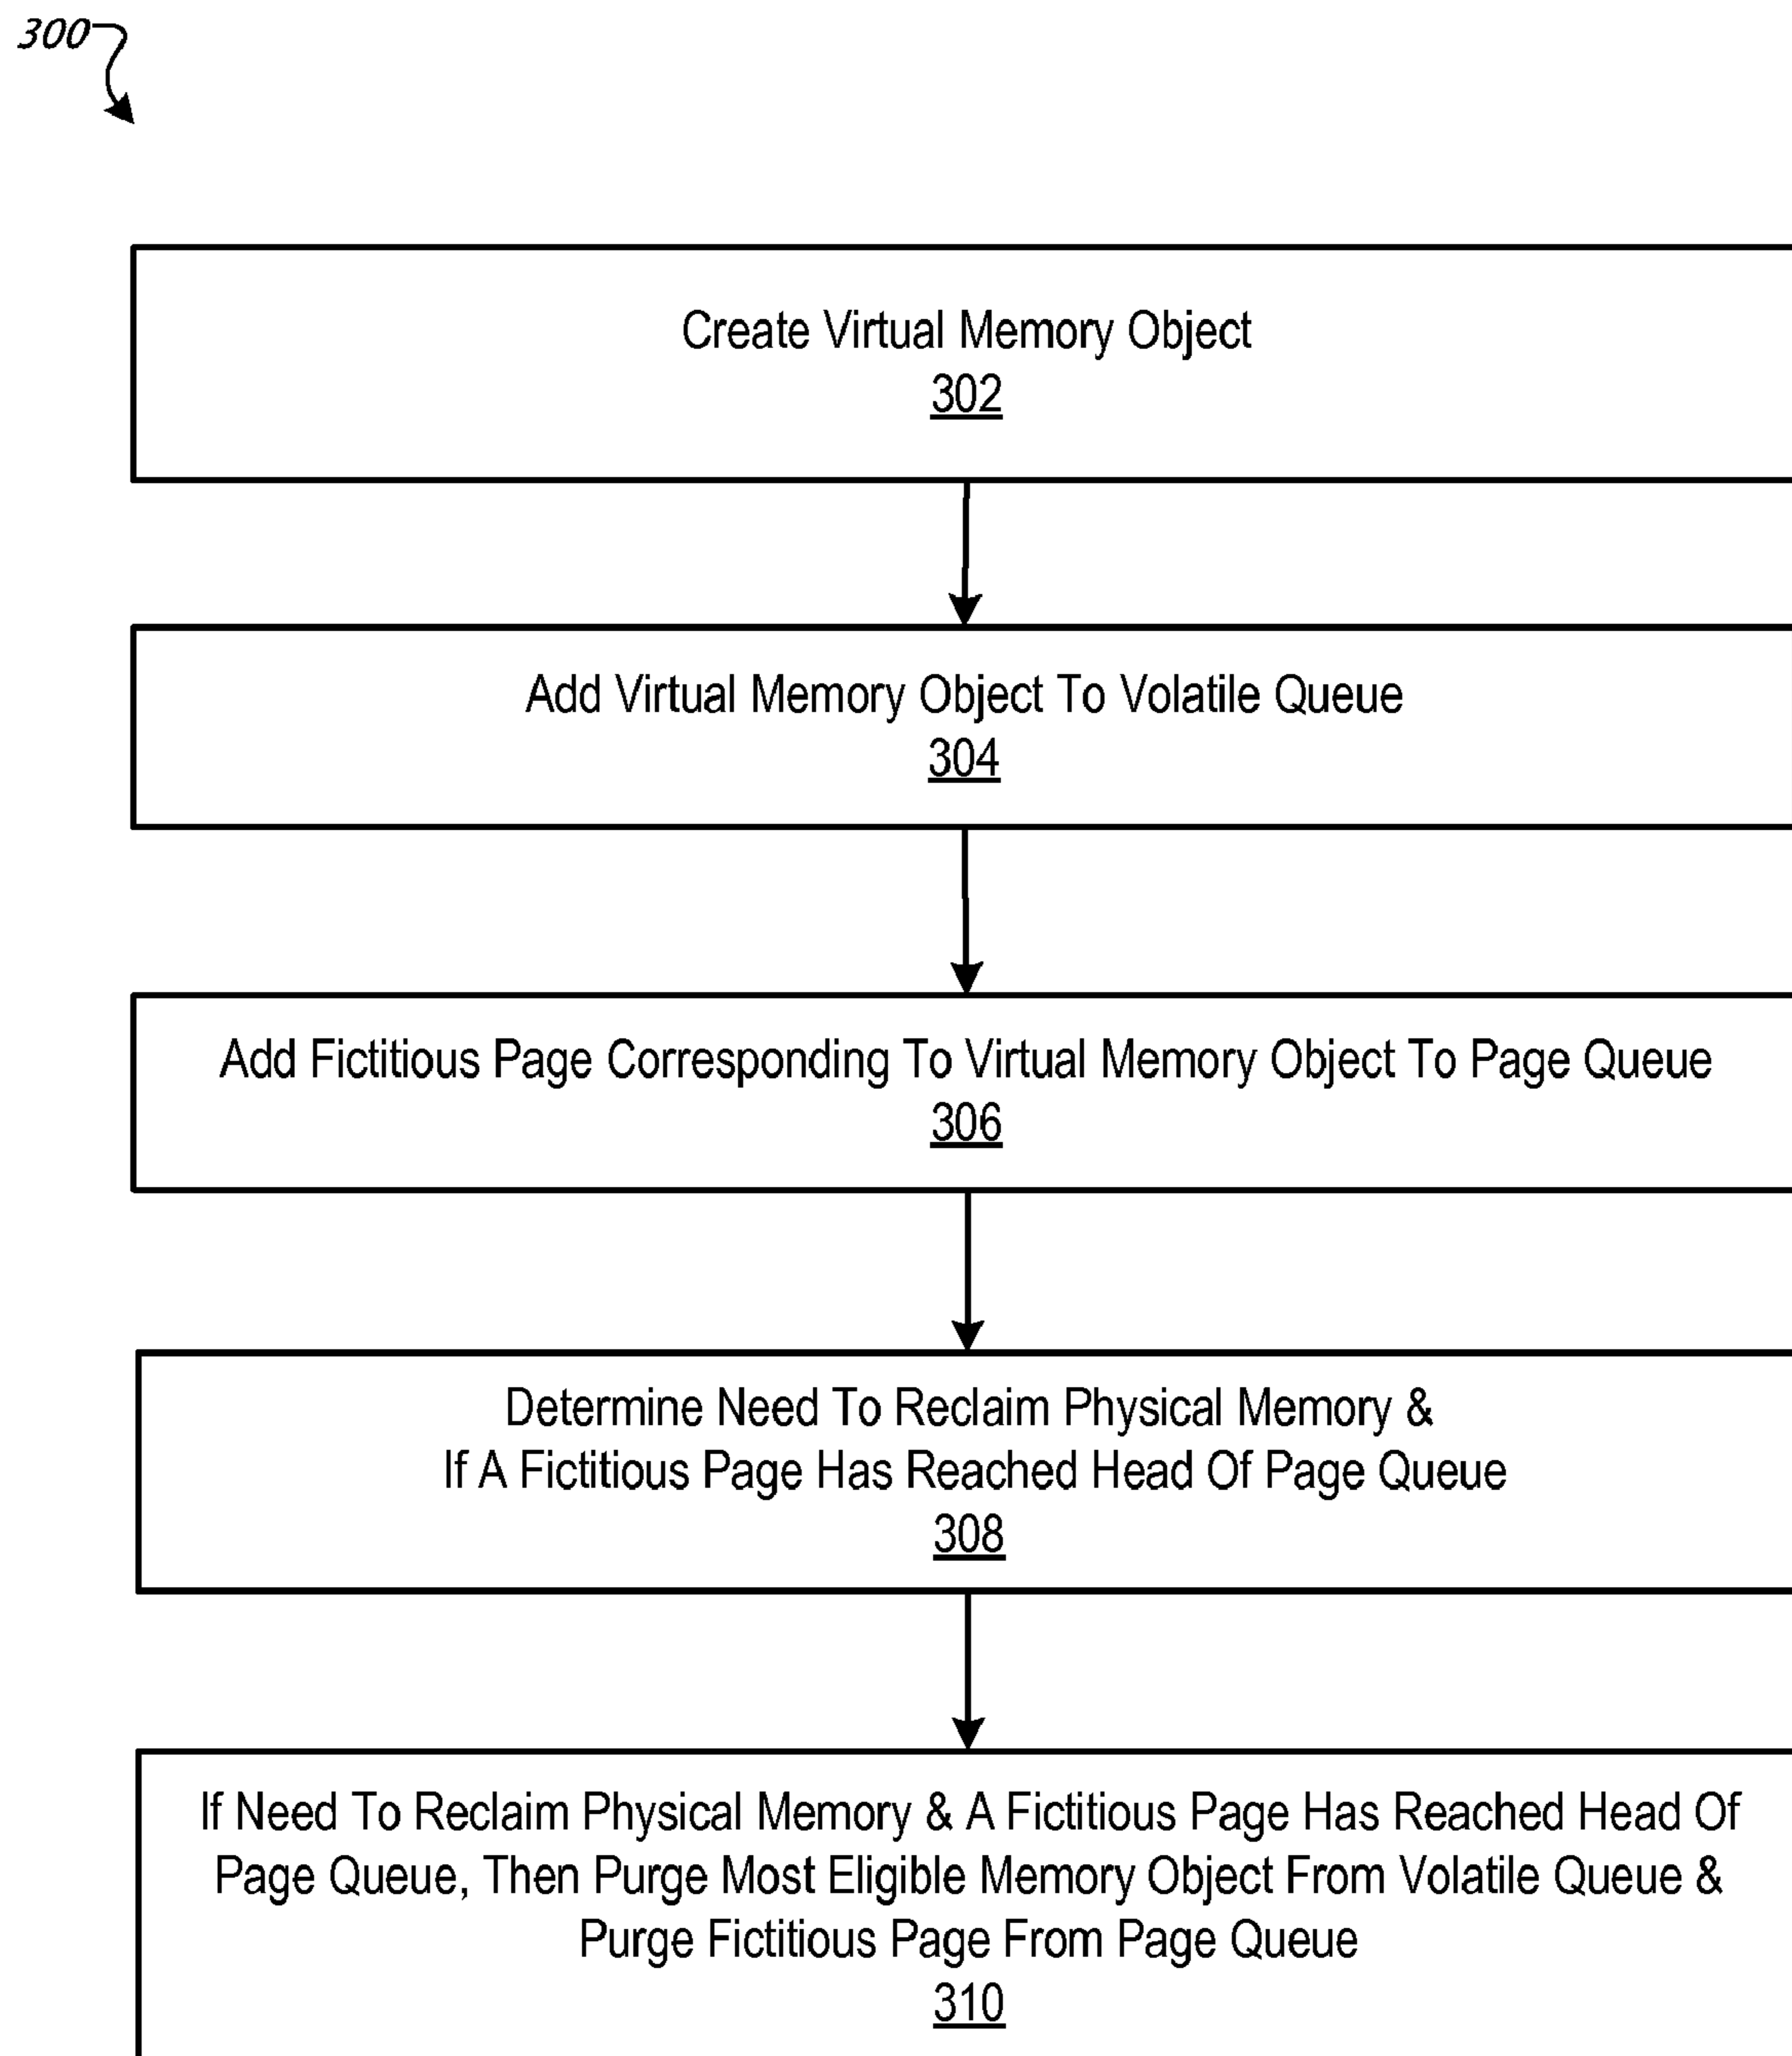 300
Create Virtual Memory Object
302
Add Virtual Memory Object To Volatile Queue
304
Add Fictitious Page Corresponding To Virtual Memory Object To Page Queue
306
Determine Need To Reclaim Physical Memory &
If A Fictitious Page Has Reached Head Of Page Queue
308
If Need To Reclaim Physical Memory & A Fictitious Page Has Reached Head Of
Page Queue, Then Purge Most Eligible Memory Object From Volatile Queue &
Purge Fictitious Page From Page Queue
310